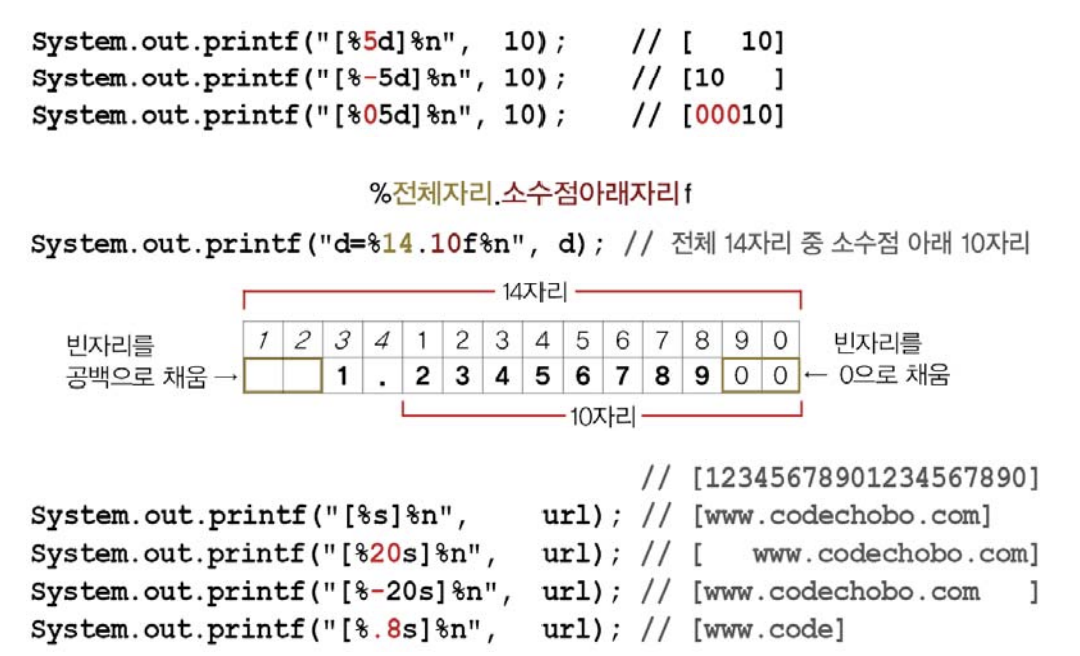 System.out.printf("[%5d]%n",  10);    // [   10]
System.out.printf("[%-5d]%n", 10);    // [10   ]
System.out.printf("[%05d]%n", 10);    // [00010]
%전체자리.소수점아래자리f
System.out.printf("d=%14.10f%n", d); // 전체 14자리 중 소수점 아래 10자리
14자리
빈자리를 1 2 3 4 1 2 3 4 5 6 7 8 9 0 빈자리를
공백으로 채움 → 1 . 2 3 4 5 6 7 8 9 0 0 ← 0으로 채움
10자리
// [12345678901234567890]
System.out.printf("[%s]%n",    url); // [www.codechobo.com]
System.out.printf("[%20s]%n",  url); // [   www.codechobo.com]
System.out.printf("[%-20s]%n", url); // [www.codechobo.com   ]
System.out.printf("[%.8s]%n",  url); // [www.code]